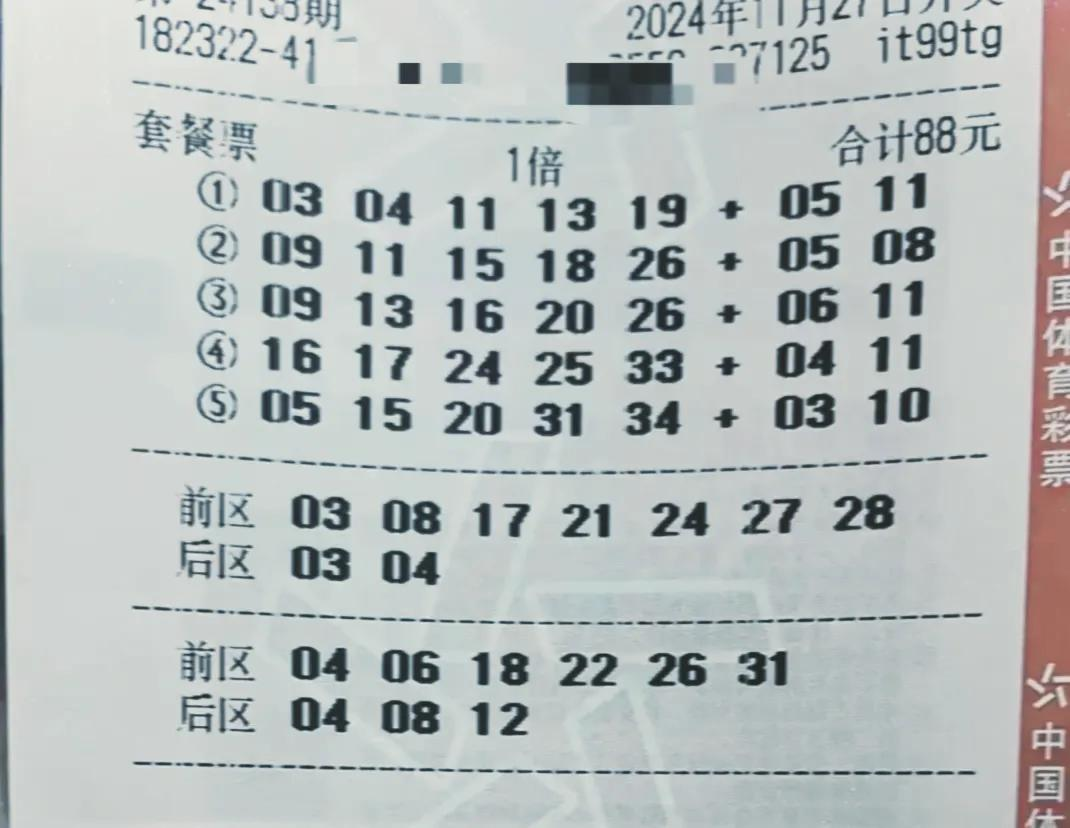 24138期 2024年11月27日开奖
182322-41 7125 it99tg
套餐票 1倍 合计88元
① 03 04 11 13 19 + 05 11
② 09 11 15 18 26 + 05 08
③ 09 13 16 20 26 + 06 11
④ 16 17 24 25 33 + 04 11
⑤ 05 15 20 31 34 + 03 10
前区 03 08 17 21 24 27 28
后区 03 04
前区 04 06 18 22 26 31
后区 04 08 12
中国体育彩票
中国体